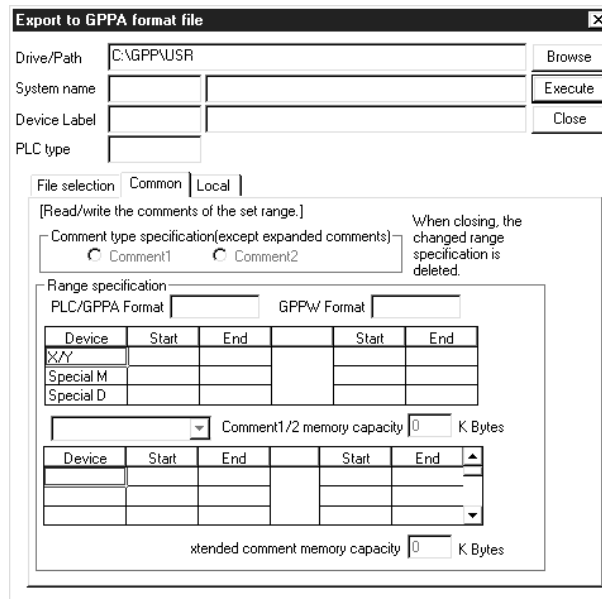 Export to GPPA format file
Drive/Path C:\GPP\USR Browse
System name Execute
Device Label Close
PLC type
File selection Common Local
[Read/write the comments of the set range.]
When closing, the
changed range
specification is
deleted.
Comment type specification(except expanded comments)
Comment1 Comment2
Range specification
PLC/GPPA Format GPPW Format
Device Start End Start End
X/Y
Special M
Special D
Comment1/2 memory capacity 0 K Bytes
Device Start End Start End
xtended comment memory capacity 0 K Bytes